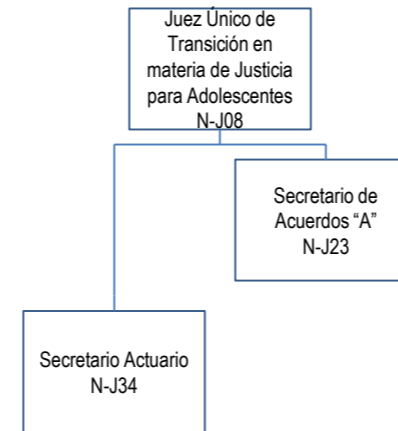 Juez Único de
Transición en
materia de Justicia
para Adolescentes
N-J08
Secretario de
Acuerdos “A”
N-J23
Secretario Actuario
N-J34